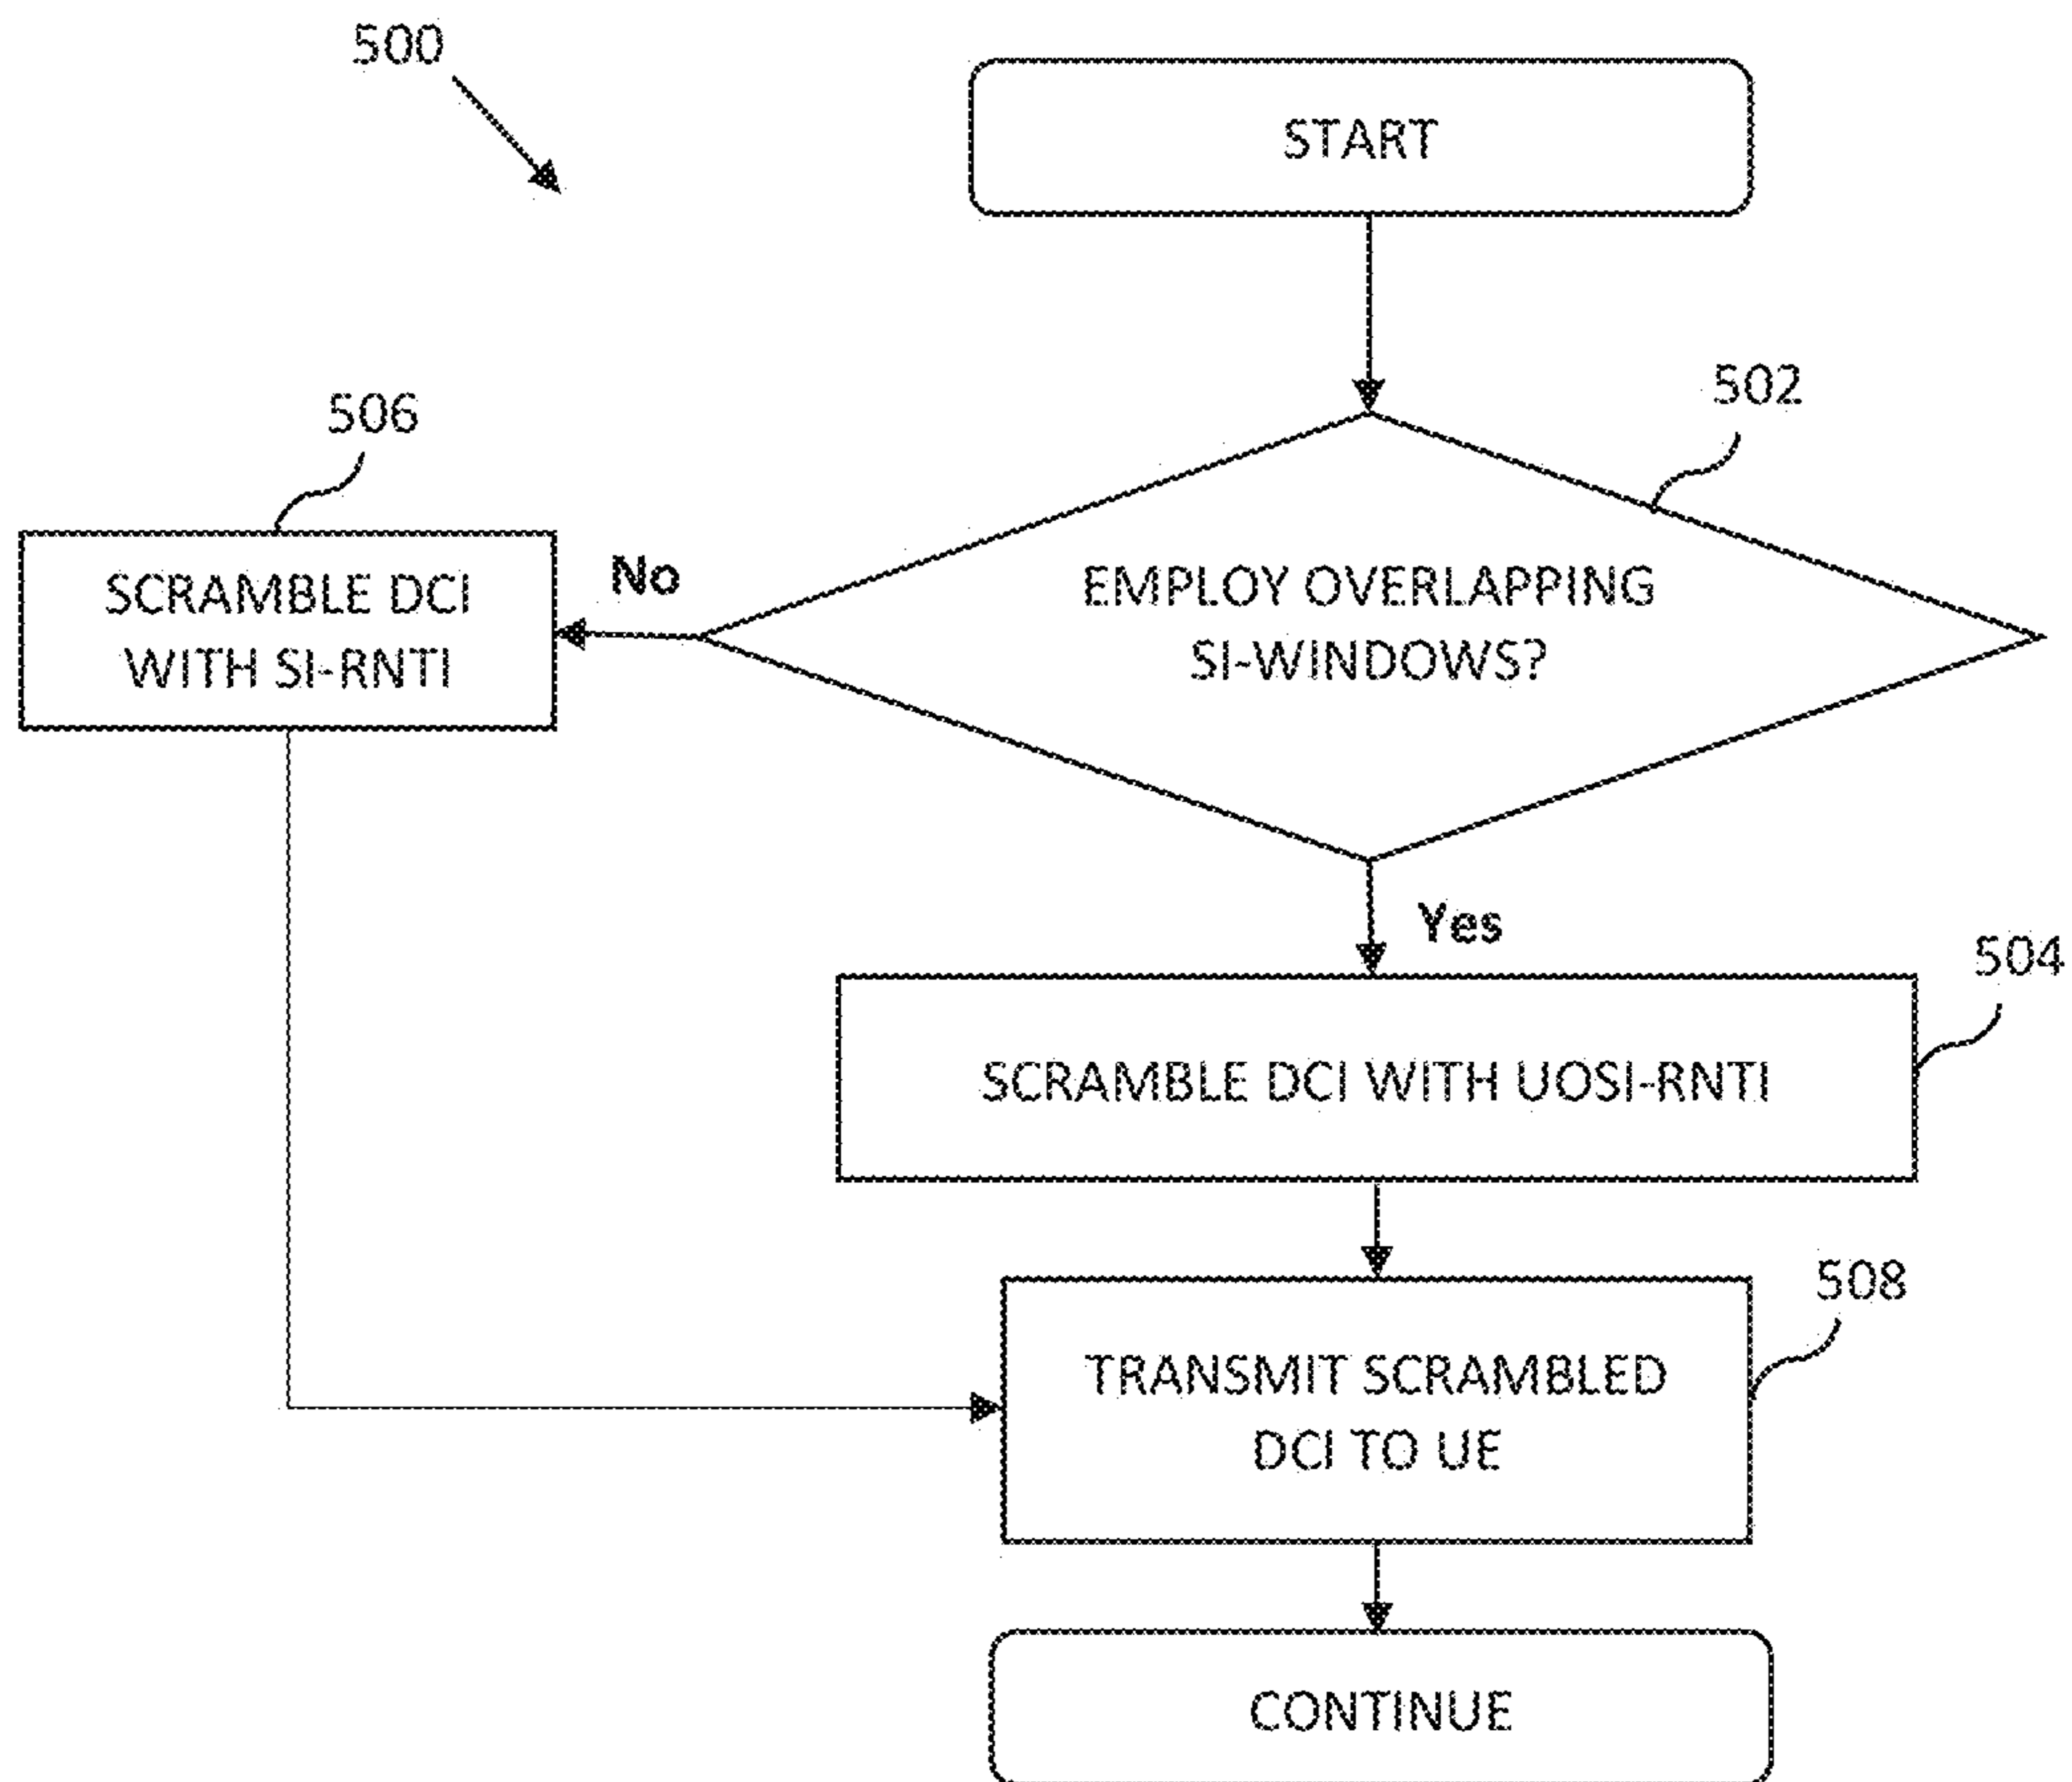 500
START
502
506
EMPLOY OVERLAPPING
SI-WINDOWS?
No
SCRAMBLE DCI
WITH SI-RNTI
Yes
504
SCRAMBLE DCI WITH UOSI-RNTI
508
TRANSMIT SCRAMBLED
DCI TO UE
CONTINUE